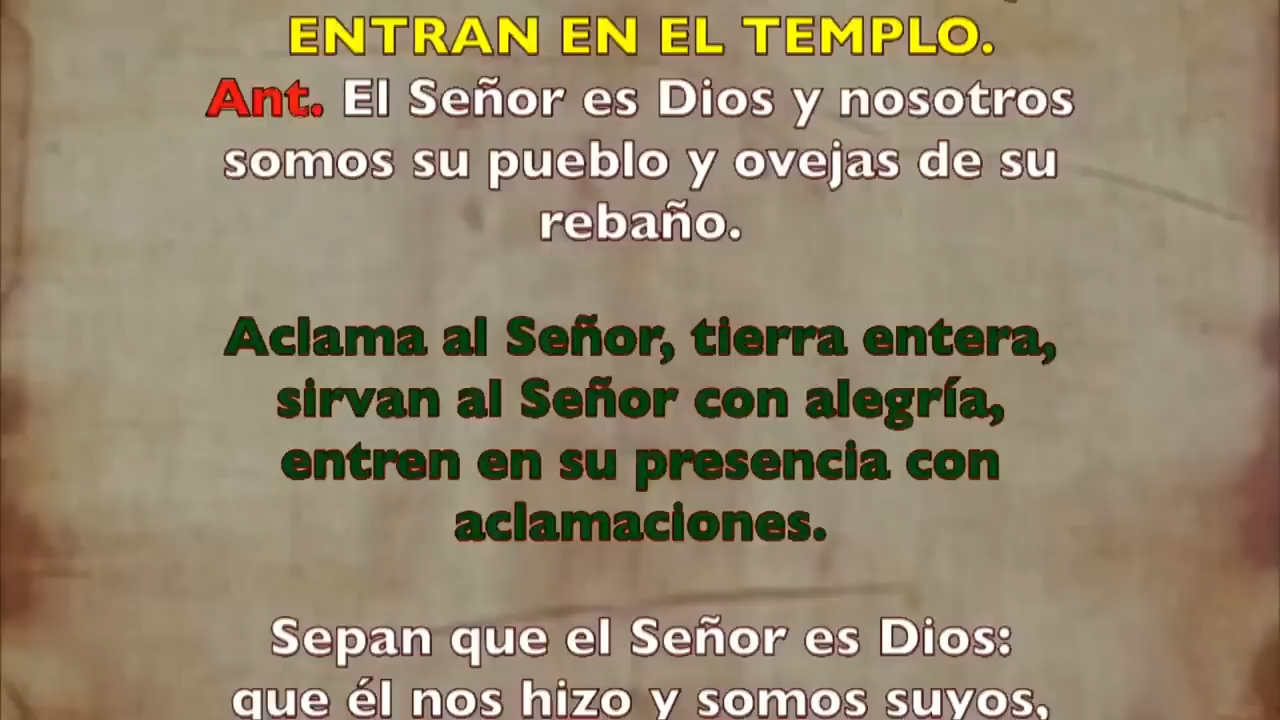 ENTRAN EN EL TEMPLO.
Ant. El Señor es Dios y nosotros
somos su pueblo y ovejas de su
rebaño.
Aclama al Señor, tierra entera,
sirvan al Señor con alegría,
entren en su presencia con
aclamaciones.
Sepan que el Señor es Dios:
que él nos hizo y somos suyos,